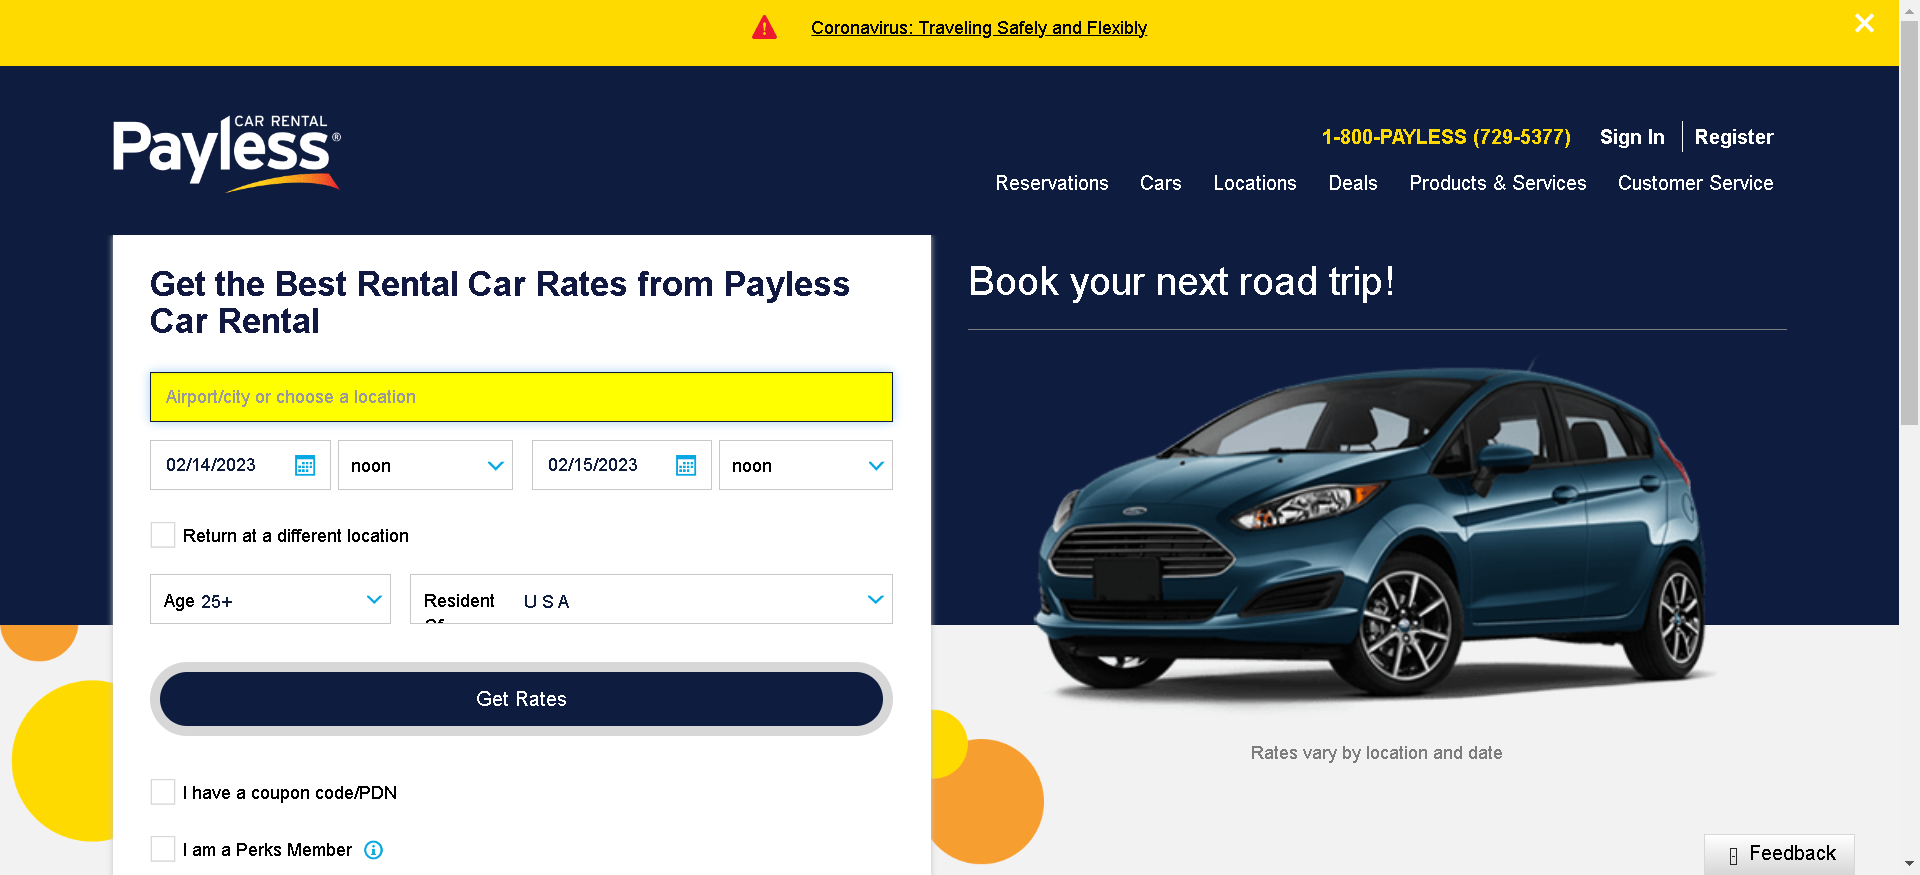 Coronavirus: Traveling Safely and Flexibly
CAR RENTAL
Payless®
1-800-PAYLESS (729-5377)
Sign In
Register
Reservations
Cars
Locations
Deals
Products & Services
Customer Service
Get the Best Rental Car Rates from Payless
Car Rental
Book your next road trip!
Airport/city or choose a location
02/14/2023
noon
02/15/2023
noon
Return at a different location
Age 25+
Resident
U S A
Get Rates
Rates vary by location and date
I have a coupon code/PDN
I am a Perks Member
Feedback